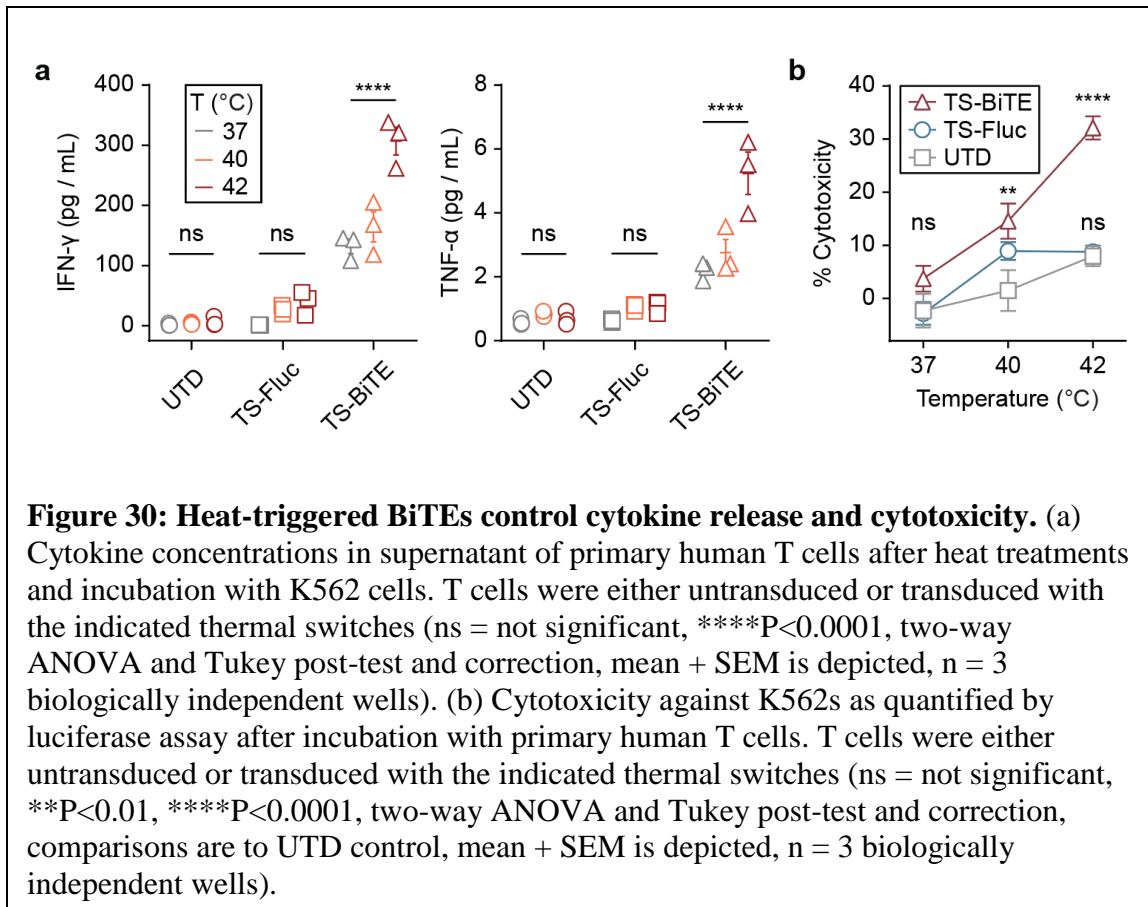 a
IFN-γ (pg / mL)
400
300
200
100
0
T (°C)
37
40
42
ns
ns
****
UTD
TS-Fluc
TS-BiTE
TNF-α (pg / mL)
8
6
4
2
0
ns
ns
****
UTD
TS-Fluc
TS-BiTE
b
% Cytotoxicity
40
30
20
10
0
TS-BiTE
TS-Fluc
UTD
****
**
ns
ns
37
40
42
Temperature (°C)
Figure 30: Heat-triggered BiTEs control cytokine release and cytotoxicity. (a)
Cytokine concentrations in supernatant of primary human T cells after heat treatments
and incubation with K562 cells. T cells were either untransduced or transduced with
the indicated thermal switches (ns = not significant, ****P<0.0001, two-way
ANOVA and Tukey post-test and correction, mean + SEM is depicted, n = 3
biologically independent wells). (b) Cytotoxicity against K562s as quantified by
luciferase assay after incubation with primary human T cells. T cells were either
untransduced or transduced with the indicated thermal switches (ns = not significant,
**P<0.01, ****P<0.0001, two-way ANOVA and Tukey post-test and correction,
comparisons are to UTD control, mean + SEM is depicted, n = 3 biologically
independent wells).